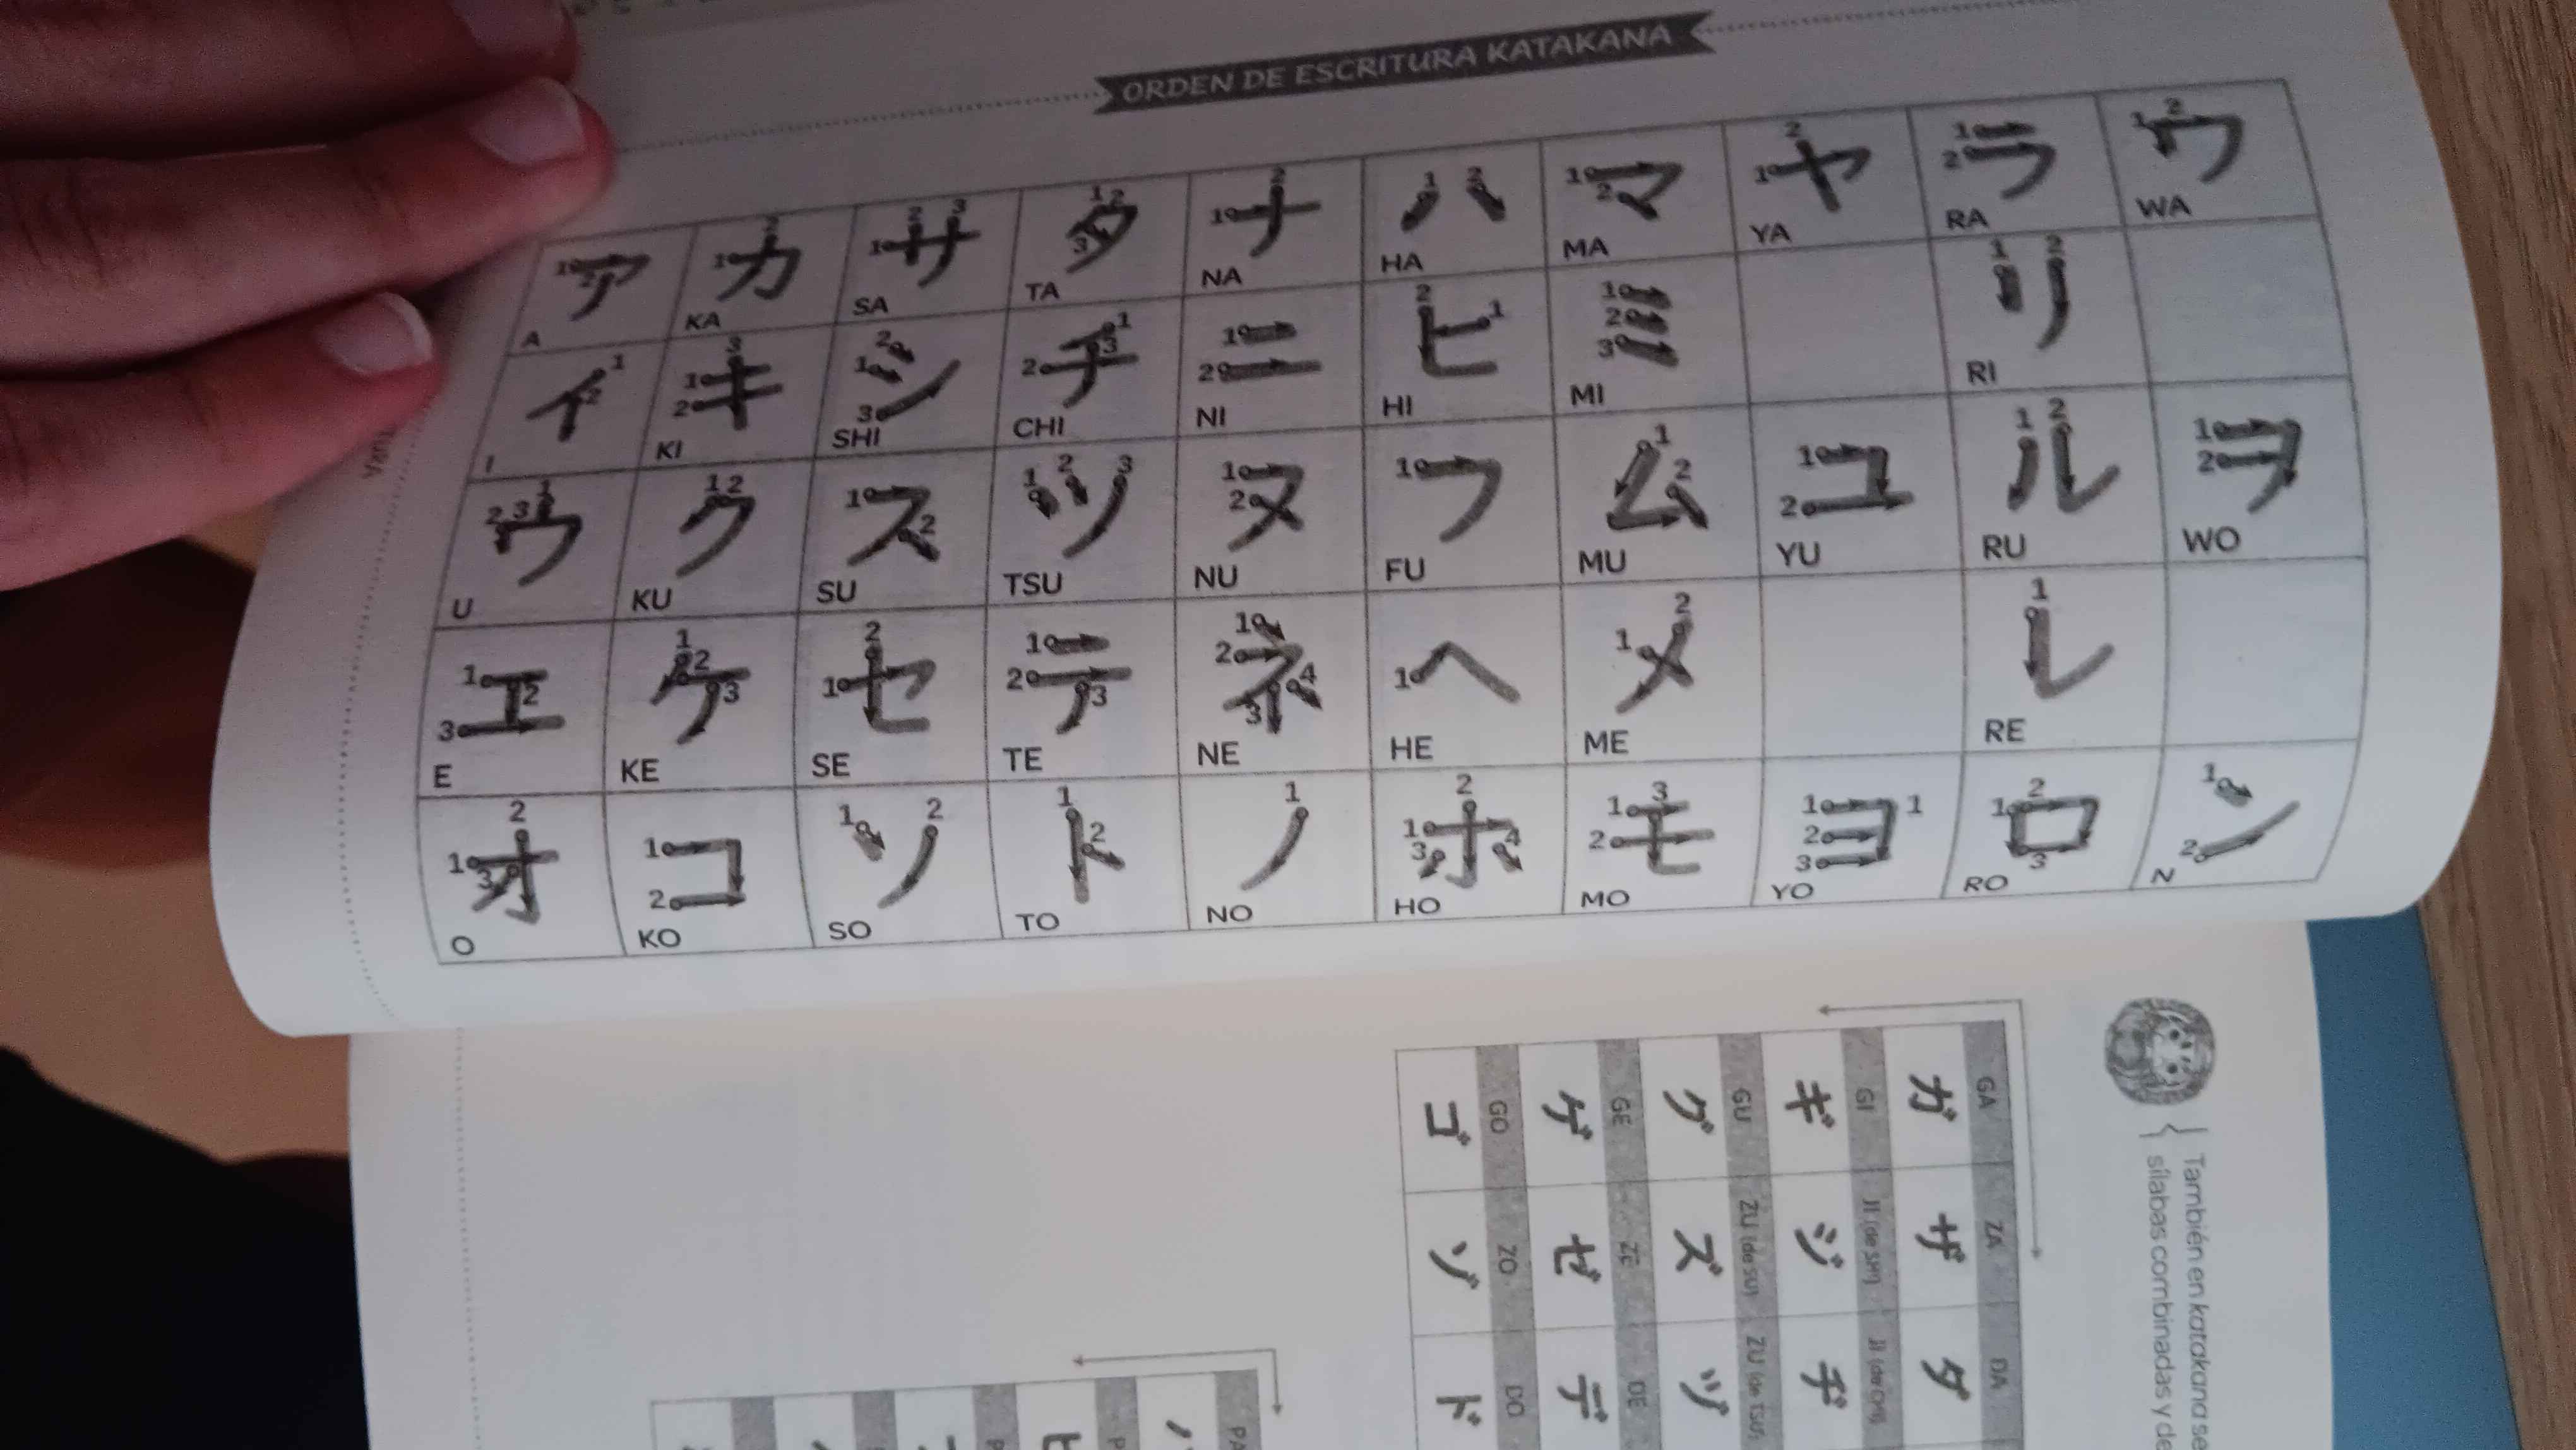 ORDEN DE ESCRITURA KATAKANA
ア カ サ タ ナ ハ マ ヤ ラ ワ
A KA SA TA NA HA MA YA RA WA
イ キ シ チ ニ ヒ ミ リ
I KI SHI CHI NI HI MI RI
ウ ク ス ツ ヌ フ ム ユ ル ヲ
U KU SU TSU NU FU MU YU RU WO
エ ケ セ テ ネ ヘ メ レ
E KE SE TE NE HE ME RE
オ コ ソ ト ノ ホ モ ヨ ロ ン
O KO SO TO NO HO MO YO RO N
También en katakana se
sílabas combinadas y de
GA ZA DA
ガ ザ ダ
GI JI (de SHI) JI (de CHI)
ギ ジ ヂ
GU ZU (de SU) ZU (de TSU)
グ ズ ヅ
GE ZE DE
ゲ ゼ デ
GO ZO DO
ゴ ゾ ド
PA